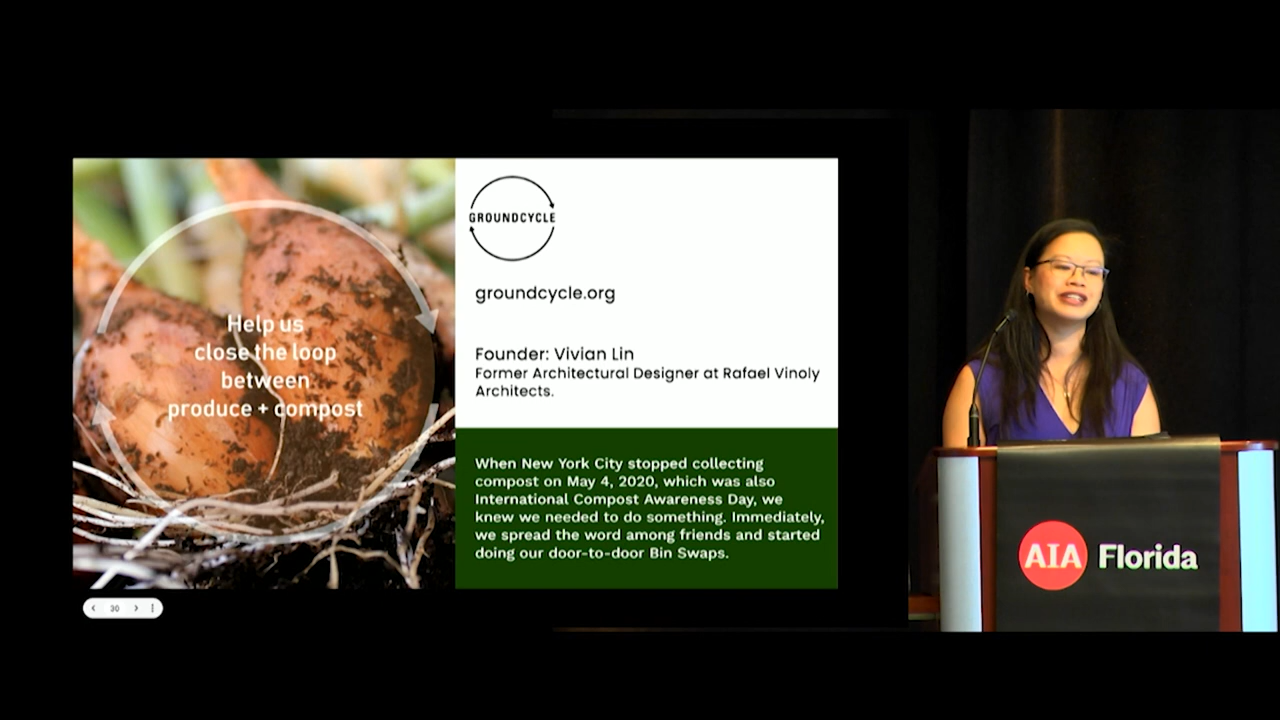 Help us
close the loop
between
produce + compost
GROUNDCYCLE
groundcycle.org
Founder: Vivian Lin
Former Architectural Designer at Rafael Vinoly
Architects.
When New York City stopped collecting
compost on May 4, 2020, which was also
International Compost Awareness Day, we
knew we needed to do something. Immediately,
we spread the word among friends and started
doing our door-to-door Bin Swaps.
30
AIA Florida